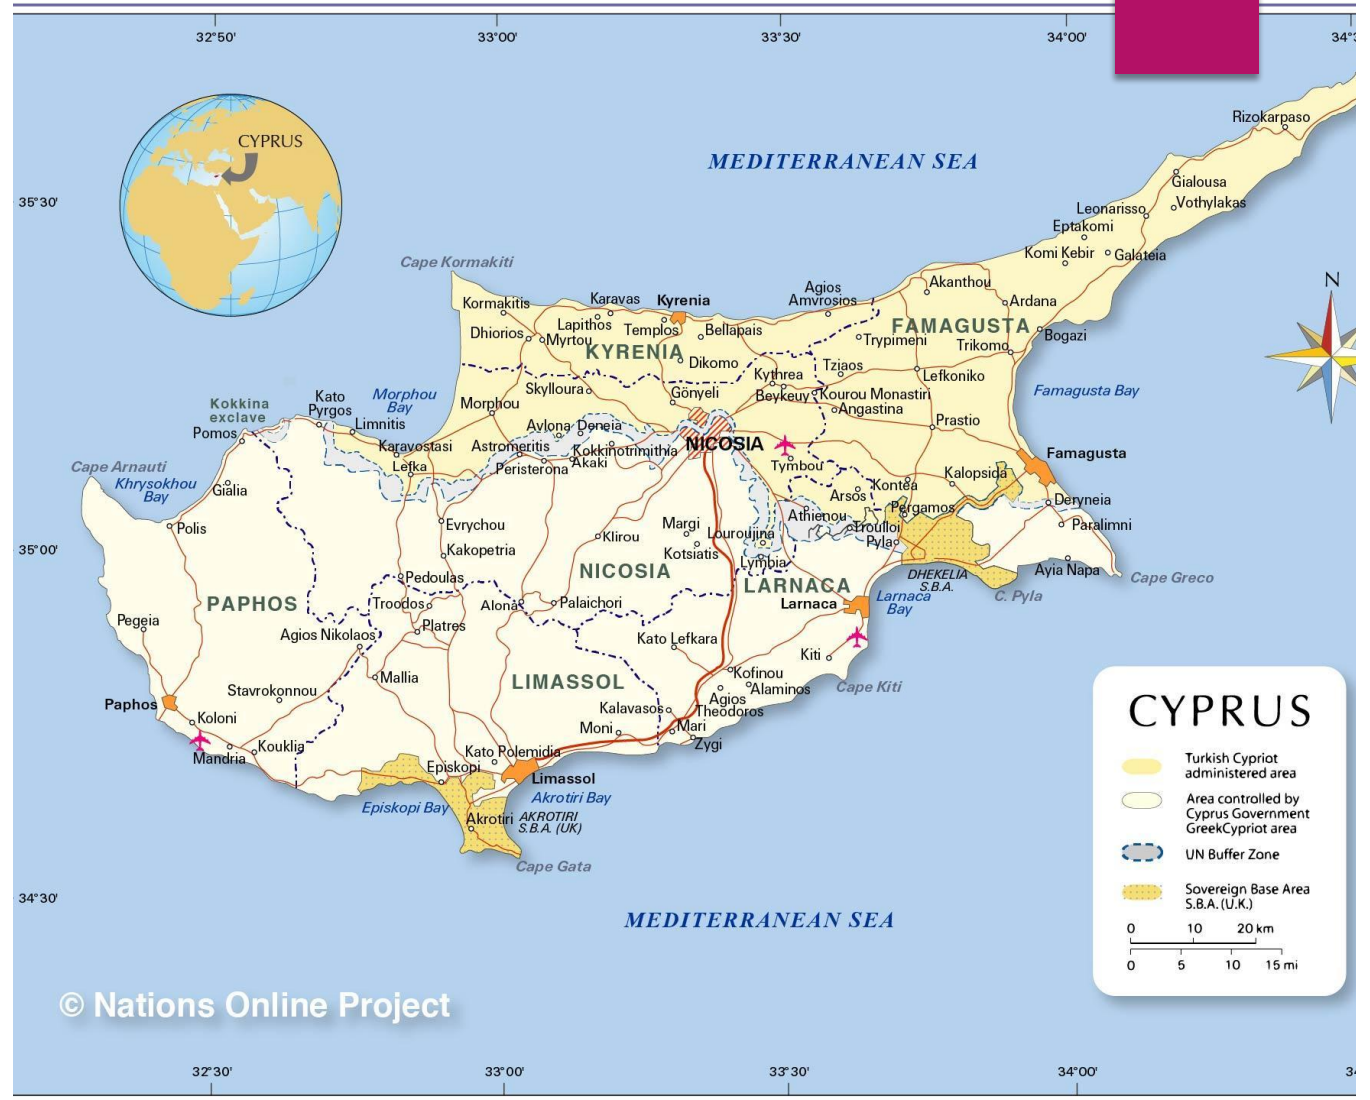 32°50'
33°00'
33°30'
34°00'
34°3
CYPRUS
Rizokarpaso
MEDITERRANEAN SEA
Gialousa
35°30'
Vothylakas
Leonarisso
Eptakomi
Komi Kebir
Galateia
Cape Kormakiti
N
Akanthou
Agios
Amvrosios
Kormakitis
Karavas
Kyrenia
Ardana
Lapithos
Templos
Bellapais
FAMAGUSTA
Dhiorios
Myrtou
Trypimeni
Trikomo
Bogazi
KYRENIA
Dikomo
Tziaos
Kythrea
Lefkoniko
Skylloura
Gönyeli
Beykeuy
Kourou Monastiri
Famagusta Bay
Morphou
Bay
Kato
Pyrgos
Kokkina
exclave
Morphou
Angastina
Limnitis
Prastio
Pomos
Avlona
Deneia
NICOSIA
Karavostasi
Astromeritis
Kokkinotrimithia
Famagusta
Cape Arnauti
Lefka
Peristerona
Akaki
Tymbou
Kalopsida
Khrysokhou
Bay
Gialia
Kontea
Arsos
Deryneia
Pergamos
Athienou
Polis
Evrychou
Margi
Louroujina
Troulloi
Paralimni
Klirou
Pyla
35°00'
Kakopetria
Kotsiatis
Lymbia
NICOSIA
Ayia Napa
Cape Greco
Pedoulas
LARNACA
DHEKELIA
S.B.A.
C. Pyla
PAPHOS
Troodos
Alona
Palaichori
Larnaca
Larnaca
Bay
Pegeia
Platres
Agios Nikolaos
Kato Lefkara
Kiti
Mallia
Kofinou
LIMASSOL
Alaminos
Cape Kiti
Stavrokonnou
Agios
Theodoros
Paphos
Kalavasos
Koloni
Moni
Mari
Zygi
Kouklia
Mandria
Kato Polemidia
Episkopi
Limassol
Episkopi Bay
Akrotiri Bay
Akrotiri
AKROTIRI
S.B.A. (UK)
Cape Gata
34°30'
MEDITERRANEAN SEA
CYPRUS
Turkish Cypriot
administered area
Area controlled by
Cyprus Government
GreekCypriot area
UN Buffer Zone
Sovereign Base Area
S.B.A. (U.K.)
0 10 20 km
0 5 10 15 mi
© Nations Online Project
32°50'
33°00'
33°30'
34°00'
34